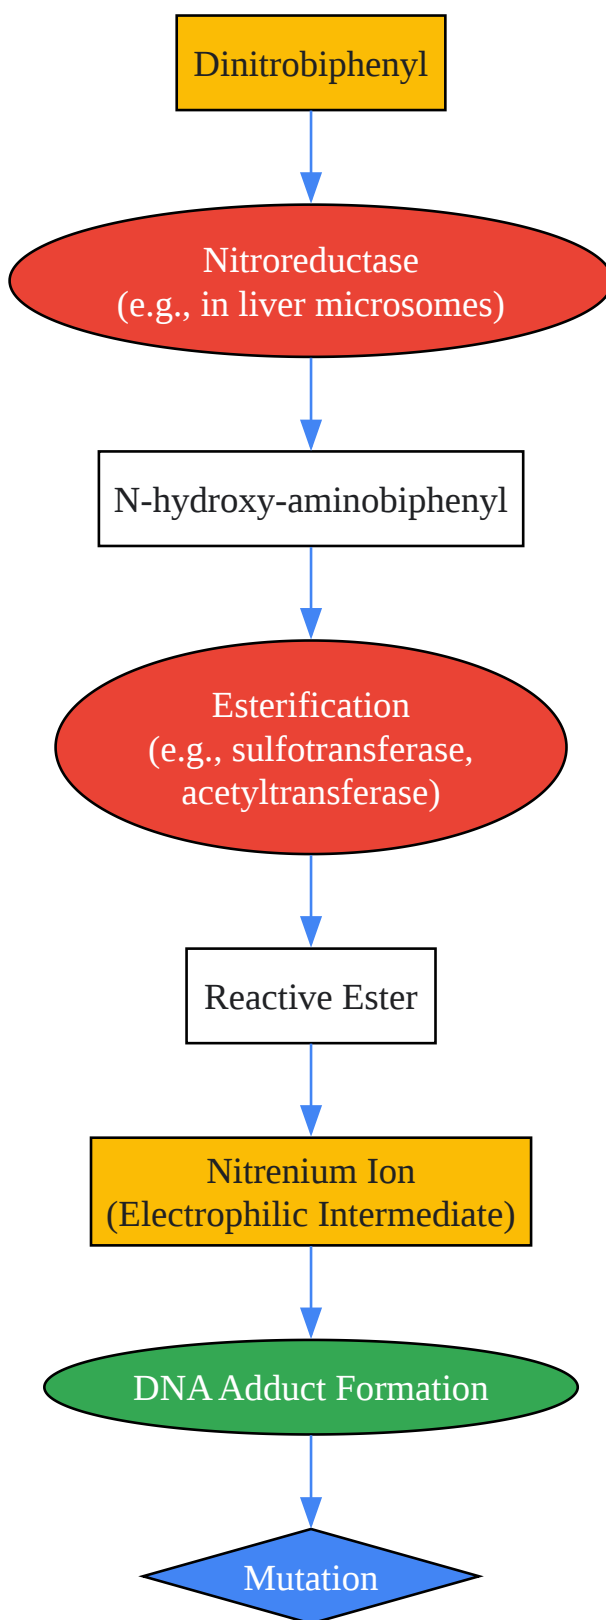 Dinitrobiphenyl
Nitroreductase
(e.g., in liver microsomes)
N-hydroxy-aminobiphenyl
Esterification
(e.g., sulfotransferase,
acetyltransferase)
Reactive Ester
Nitrenium Ion
(Electrophilic Intermediate)
DNA Adduct Formation
Mutation